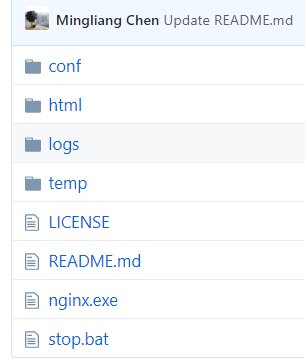 Mingliang Chen Update README.md
conf
html
logs
temp
LICENSE
README.md
nginx.exe
stop.bat